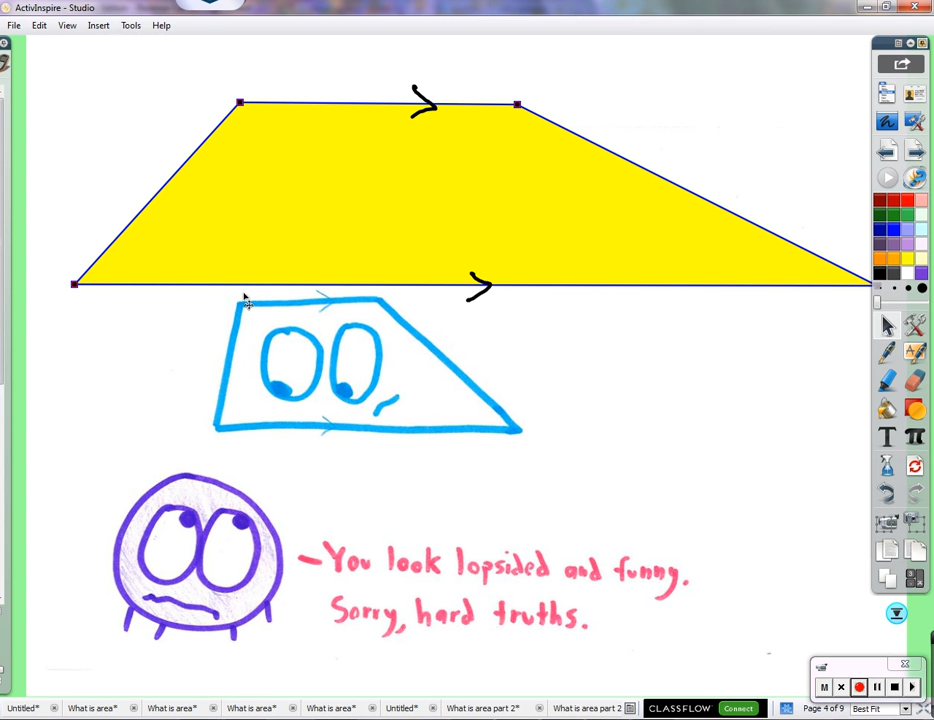 ActivInspire - Studio
File Edit View Insert Tools Help
-You look lopsided and funny.
Sorry, hard truths.
T π
M
Untitled* What is area* What is area* What is area* What is area* Untitled* What is area part 2* What is area part 2 CLASSFLOW Connect Page 4 of 9 Best Fit